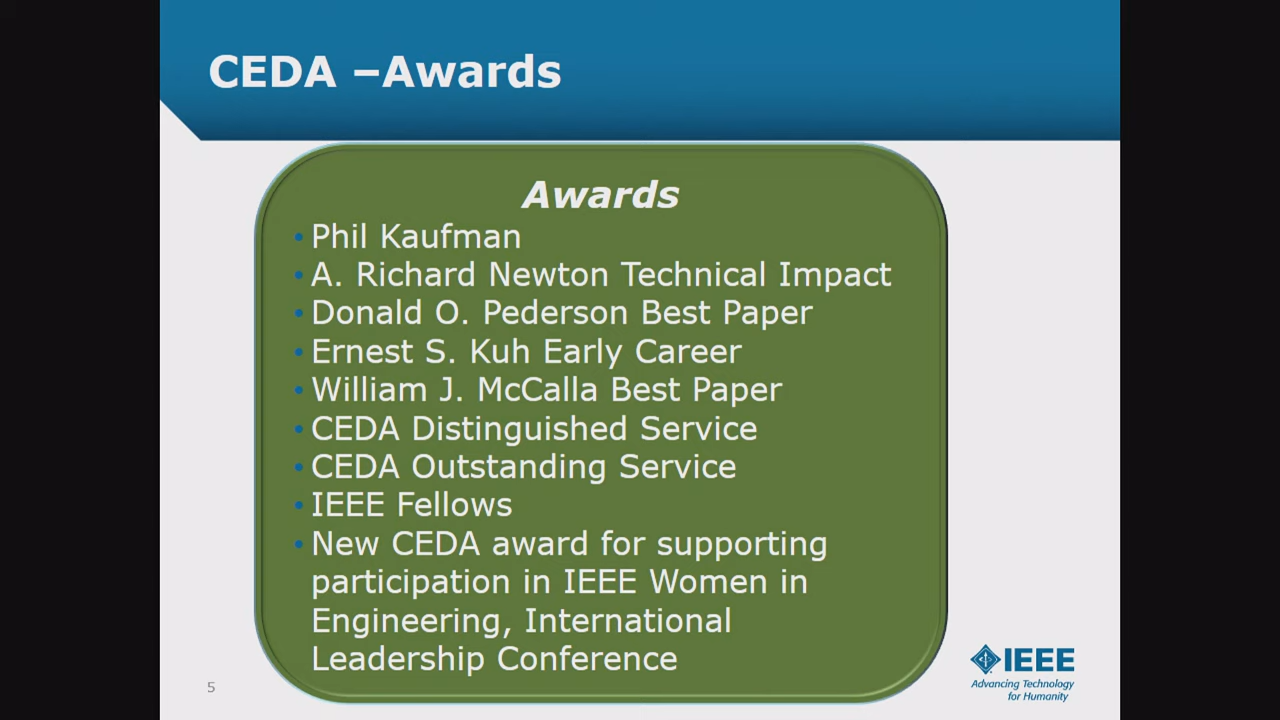 CEDA –Awards
Awards
• Phil Kaufman
• A. Richard Newton Technical Impact
• Donald O. Pederson Best Paper
• Ernest S. Kuh Early Career
• William J. McCalla Best Paper
• CEDA Distinguished Service
• CEDA Outstanding Service
• IEEE Fellows
• New CEDA award for supporting
participation in IEEE Women in
Engineering, International
Leadership Conference
5
IEEE
Advancing Technology
for Humanity